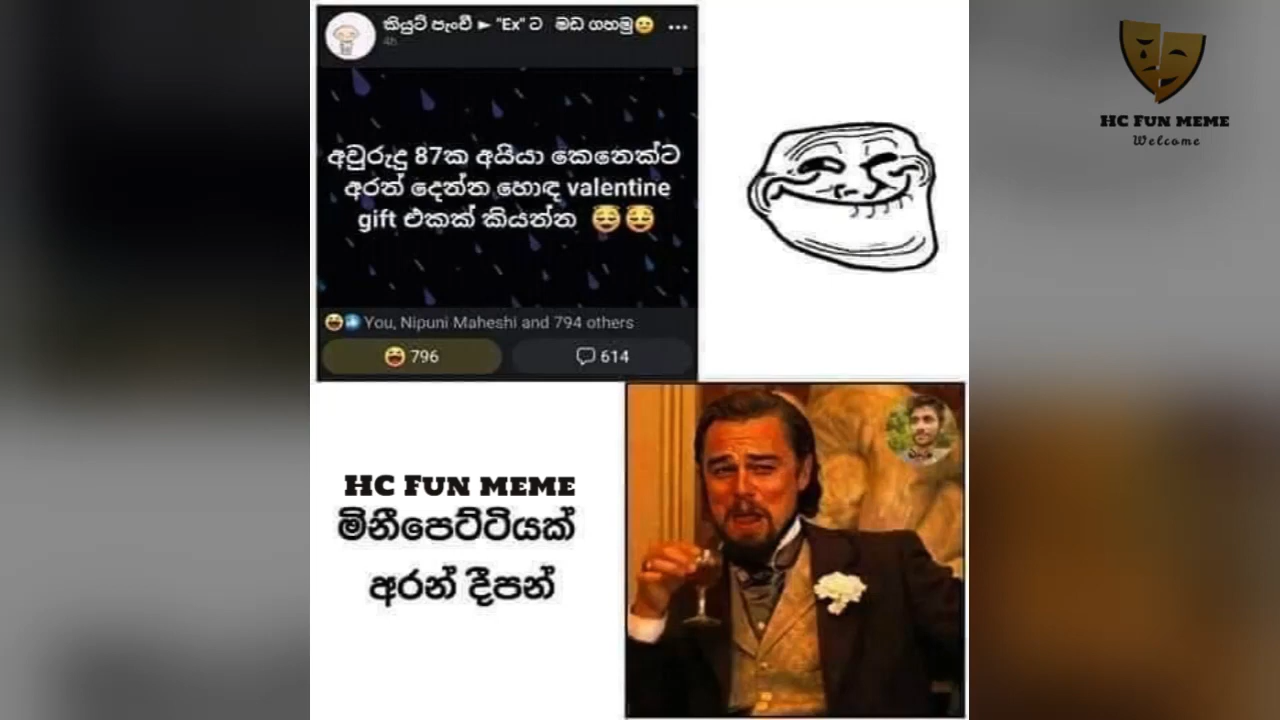 කියුටි පැංචි ► "Ex" ට මඩ ගහමු
4h
අවුරුදු 87ක අයියා කෙනෙක්ට
අරන් දෙන්න හොඳ valentine
gift එකක් කියන්න
You, Nipuni Maheshi and 794 others
796
614
HC FUN MEME
Welcome
HC FUN MEME
මිනීපෙට්ටියක්
අරන් දීපන්